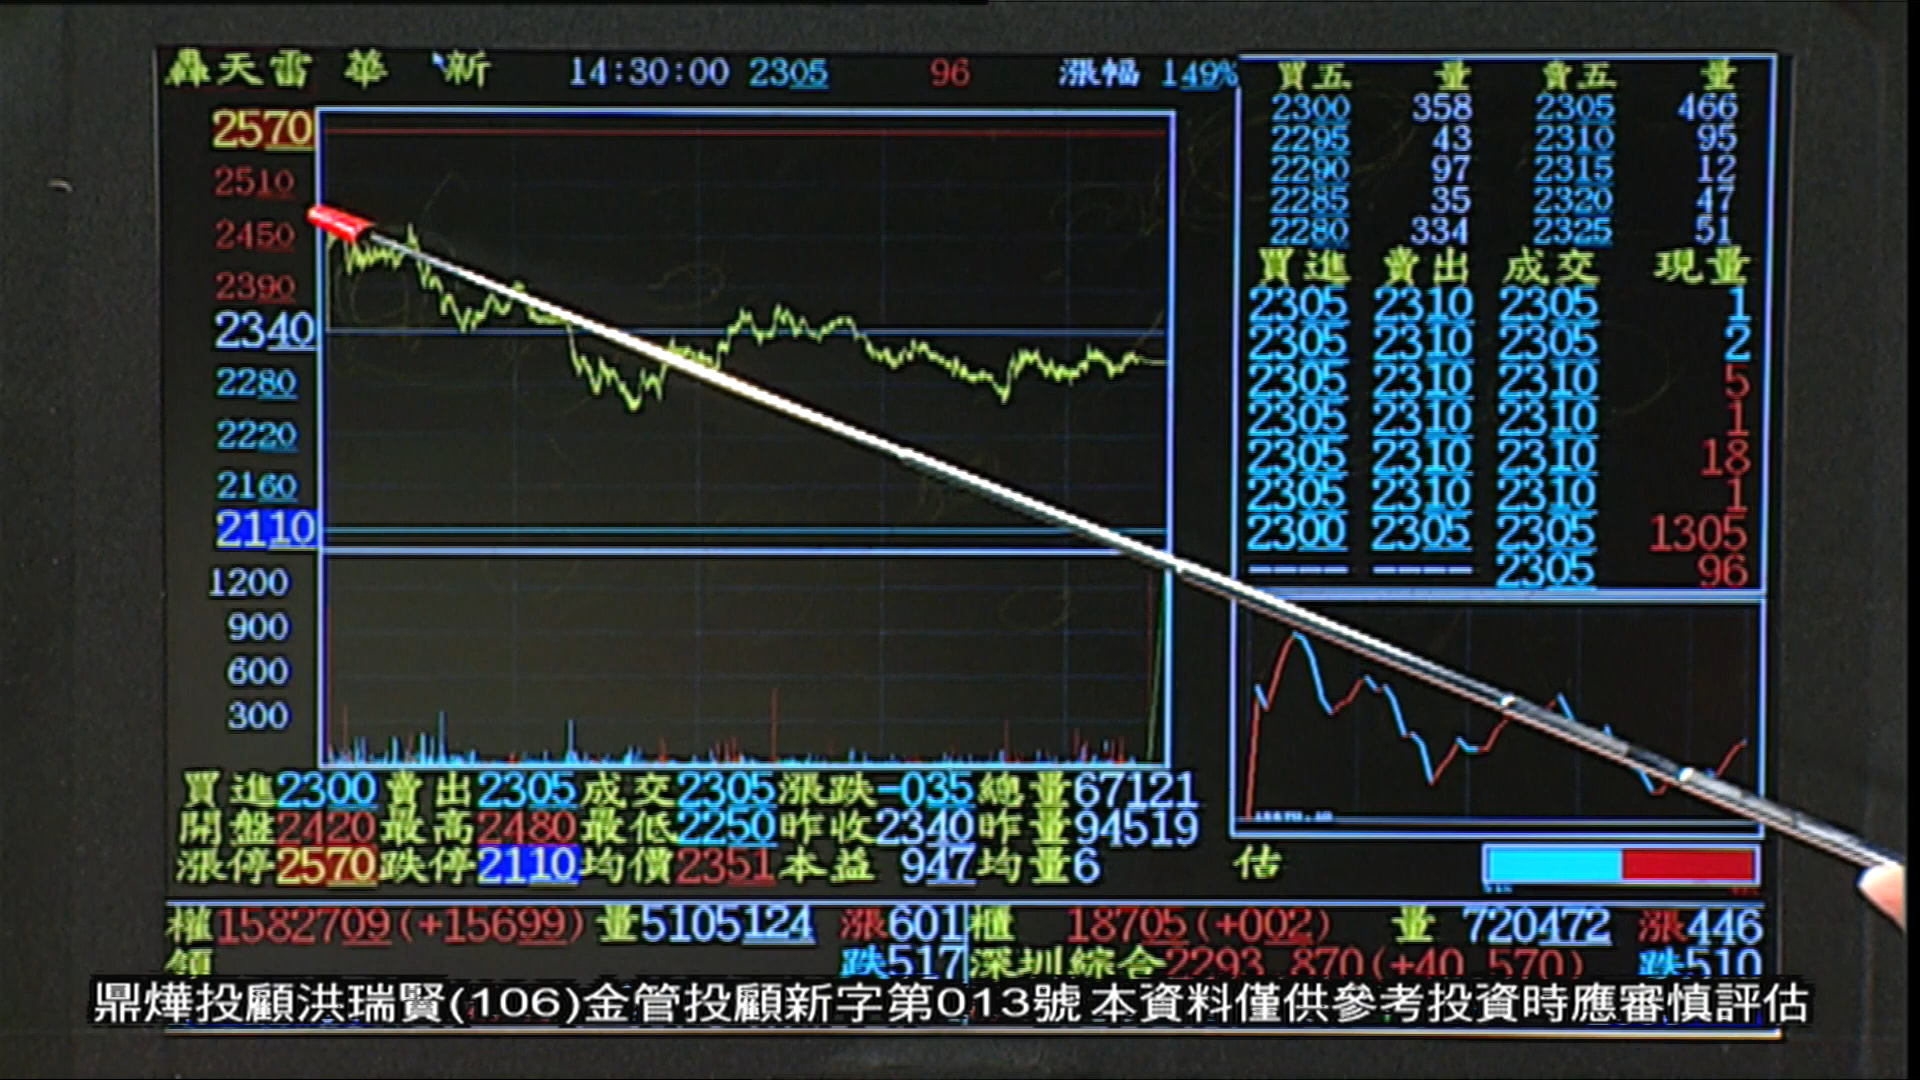 轟天雷 華 新 14:30:00 2305 96 漲幅 149%
2570
2510
2450
2390
2340
2280
2220
2160
2110
1200
900
600
300
買五 量 賣五 量
2300 358 2305 466
2295 43 2310 95
2290 97 2315 12
2285 35 2320 47
2280 334 2325 51
買進 賣出 成交 現量
2305 2310 2305 1
2305 2310 2305 2
2305 2310 2310 5
2305 2310 2310 1
2305 2310 2310 18
2305 2310 2310 1
2300 2305 2305 1305
---- ---- 2305 96
買進2300賣出2305成交2305漲跌-035總量67121
開盤2420最高2480最低2250昨收2340昨量94519
漲停2570跌停2110均價2351本益 947均量6
估
權1582709(+15699)量5105124 漲601櫃 18705(+002) 量 720472 漲446
領 跌517深圳綜合2293.870(+40.570) 跌510
鼎燁投顧洪瑞賢(106)金管投顧新字第013號 本資料僅供參考投資時應審慎評估